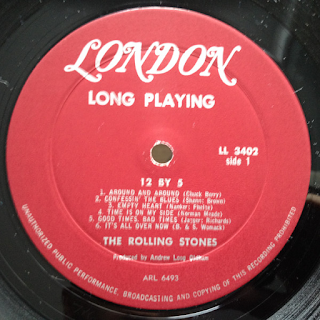 LONDON
LONG PLAYING
LL 3402
side 1
12 BY 5
1. AROUND AND AROUND (Chuck Berry)
2. CONFESSIN' THE BLUES (Shann: Brown)
3. EMPTY HEART (Nanker: Phelge)
4. TIME IS ON MY SIDE (Norman Meade)
5. GOOD TIMES, BAD TIMES (Jagger: Richards)
6. IT'S ALL OVER NOW (B. & S. Womack)
THE ROLLING STONES
Produced by Andrew Loog Oldham
ARL 6493
UNAUTHORIZED PUBLIC PERFORMANCE, BROADCASTING AND COPYING OF THIS RECORDING PROHIBITED